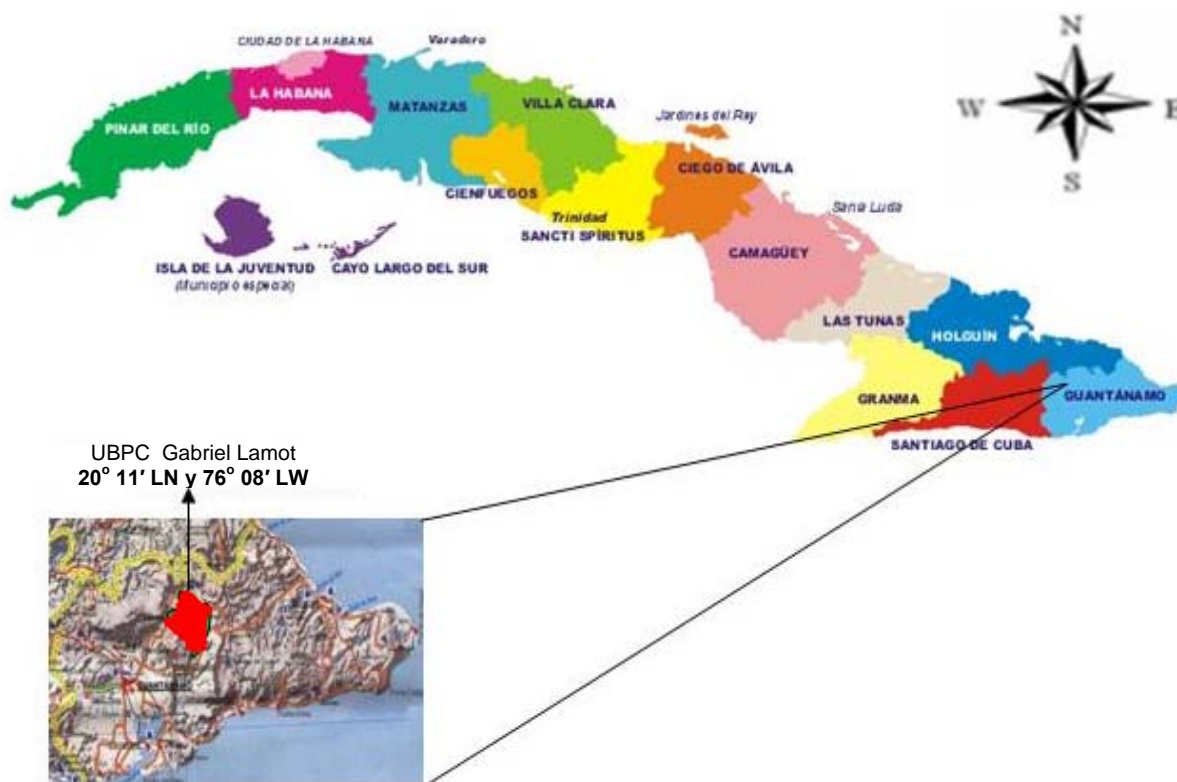 CIUDAD DE LA HABANA
Varadero
N
LA HABANA
MATANZAS
VILLA CLARA
Jardines del Rey
W
E
PINAR DEL RÍO
CIEGO DE ÁVILA
S
CIENFUEGOS
Trinidad
SANCTI SPÍRITUS
Santa Lucía
CAMAGÜEY
ISLA DE LA JUVENTUD
(Municipio especial)
CAYO LARGO DEL SUR
LAS TUNAS
HOLGUÍN
GRANMA
GUANTÁNAMO
SANTIAGO DE CUBA
UBPC Gabriel Lamot
20° 11′ LN y 76° 08′ LW